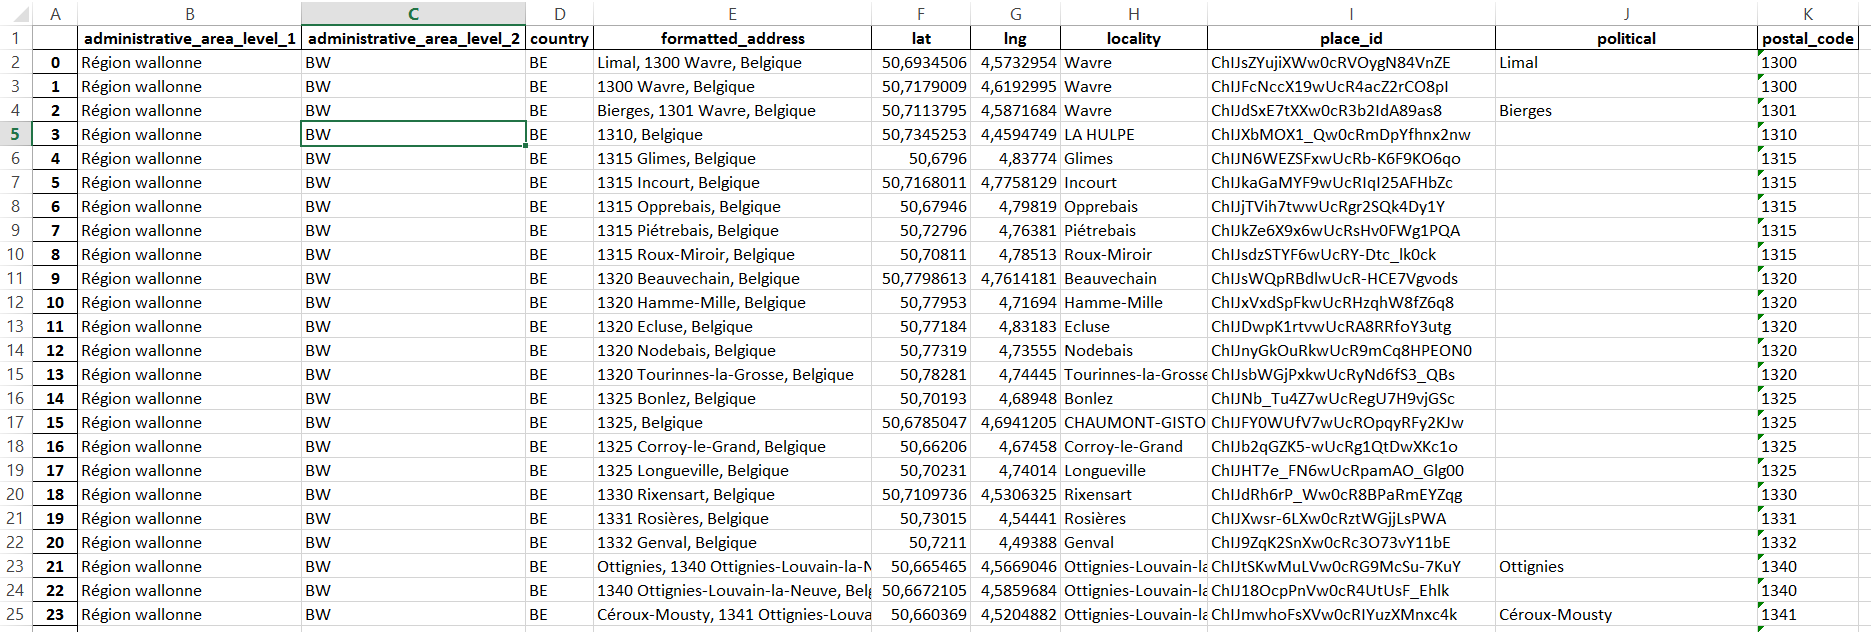 A B C D E F G H I J K
1 administrative_area_level_1 administrative_area_level_2 country formatted_address lat lng locality place_id political postal_code
2 0 Région wallonne BW BE Limal, 1300 Wavre, Belgique 50,6934506 4,5732954 Wavre ChIJsZYujiXWw0cRVOygN84VnZE Limal 1300
3 1 Région wallonne BW BE 1300 Wavre, Belgique 50,7179009 4,6192995 Wavre ChIJFcNccX19wUcR4acZ2rCO8pI 1300
4 2 Région wallonne BW BE Bierges, 1301 Wavre, Belgique 50,7113795 4,5871684 Wavre ChIJdSxE7tXXw0cR3b2IdA89as8 Bierges 1301
5 3 Région wallonne BW BE 1310, Belgique 50,7345253 4,4594749 LA HULPE ChIJXbMOX1_Qw0cRmDpYfhnx2nw 1310
6 4 Région wallonne BW BE 1315 Glimes, Belgique 50,6796 4,83774 Glimes ChIJN6WEZSFxwUcRb-K6F9KO6qo 1315
7 5 Région wallonne BW BE 1315 Incourt, Belgique 50,7168011 4,7758129 Incourt ChIJkaGaMYF9wUcRIqI25AFHbZc 1315
8 6 Région wallonne BW BE 1315 Opprebais, Belgique 50,67946 4,79819 Opprebais ChIJjTVih7twwUcRgr2SQk4Dy1Y 1315
9 7 Région wallonne BW BE 1315 Piétrebais, Belgique 50,72796 4,76381 Piétrebais ChIJkZe6X9x6wUcRsHv0FWg1PQA 1315
10 8 Région wallonne BW BE 1315 Roux-Miroir, Belgique 50,70811 4,78513 Roux-Miroir ChIJsdzSTYF6wUcRY-Dtc_lk0ck 1315
11 9 Région wallonne BW BE 1320 Beauvechain, Belgique 50,7798613 4,7614181 Beauvechain ChIJsWQpRBdlwUcR-HCE7Vgvods 1320
12 10 Région wallonne BW BE 1320 Hamme-Mille, Belgique 50,77953 4,71694 Hamme-Mille ChIJxVxdSpFkwUcRHzqhW8fZ6q8 1320
13 11 Région wallonne BW BE 1320 Ecluse, Belgique 50,77184 4,83183 Ecluse ChIJDwpK1rtvwUcRA8RRfoY3utg 1320
14 12 Région wallonne BW BE 1320 Nodebais, Belgique 50,77319 4,73555 Nodebais ChIJnyGkOuRkwUcR9mCq8HPEON0 1320
15 13 Région wallonne BW BE 1320 Tourinnes-la-Grosse, Belgique 50,78281 4,74445 Tourinnes-la-Grosse ChIJsbWGjPxkwUcRyNd6fS3_QBs 1320
16 14 Région wallonne BW BE 1325 Bonlez, Belgique 50,70193 4,68948 Bonlez ChIJNb_Tu4Z7wUcRegU7H9vjGSc 1325
17 15 Région wallonne BW BE 1325, Belgique 50,6785047 4,6941205 CHAUMONT-GISTO ChIJFY0WUfV7wUcROpqyRFy2KJw 1325
18 16 Région wallonne BW BE 1325 Corroy-le-Grand, Belgique 50,66206 4,67458 Corroy-le-Grand ChIJb2qGZK5-wUcRg1QtDwXKc1o 1325
19 17 Région wallonne BW BE 1325 Longueville, Belgique 50,70231 4,74014 Longueville ChIJHT7e_FN6wUcRpamAO_Glg00 1325
20 18 Région wallonne BW BE 1330 Rixensart, Belgique 50,7109736 4,5306325 Rixensart ChIJdRh6rP_Ww0cR8BPaRmEYZqg 1330
21 19 Région wallonne BW BE 1331 Rosières, Belgique 50,73015 4,54441 Rosières ChIJXwsr-6LXw0cRztWGjjLsPWA 1331
22 20 Région wallonne BW BE 1332 Genval, Belgique 50,7211 4,49388 Genval ChIJ9ZqK2SnXw0cRc3O73vY11bE 1332
23 21 Région wallonne BW BE Ottignies, 1340 Ottignies-Louvain-la-N 50,665465 4,5669046 Ottignies-Louvain-la ChIJtSKwMuLVw0cRG9McSu-7KuY Ottignies 1340
24 22 Région wallonne BW BE 1340 Ottignies-Louvain-la-Neuve, Belg 50,6672105 4,5859684 Ottignies-Louvain-la ChIJ18OcpPnVw0cR4UtUsF_Ehlk 1340
25 23 Région wallonne BW BE Céroux-Mousty, 1341 Ottignies-Louva 50,660369 4,5204882 Ottignies-Louvain-la ChIJmwhoFsXVw0cRIYuzXMnxc4k Céroux-Mousty 1341